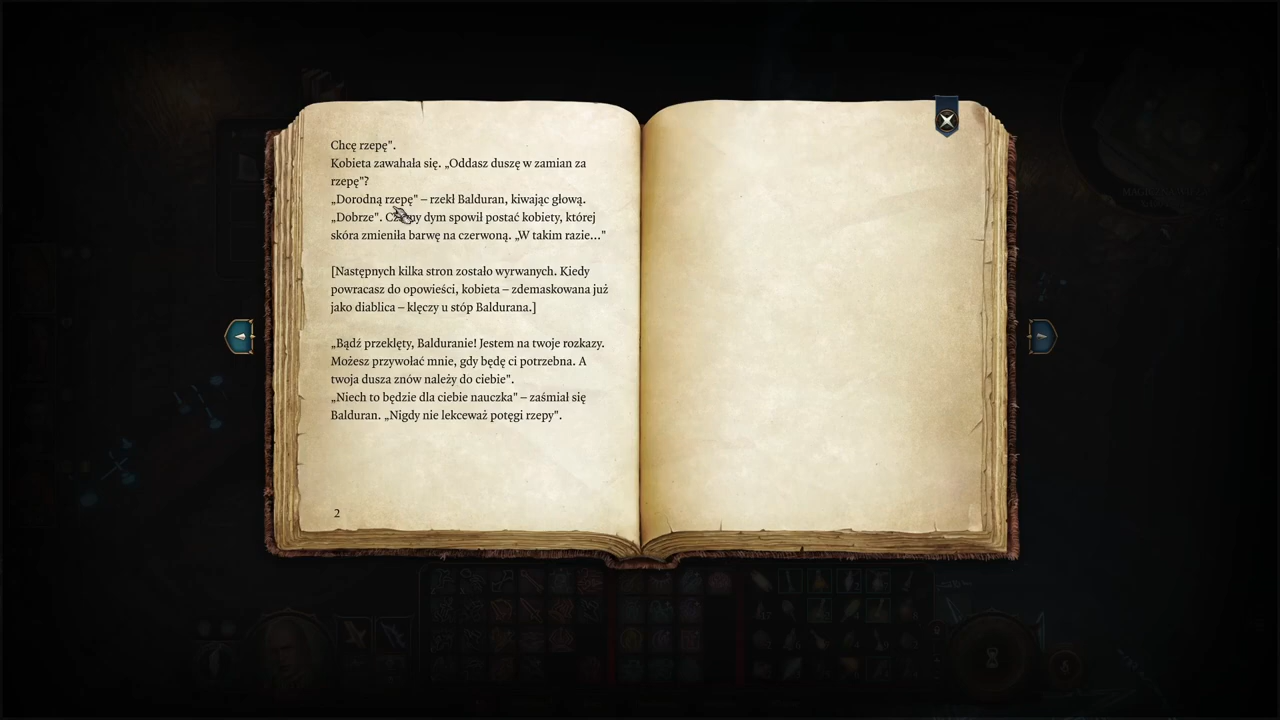 Chcę rzepę".
Kobieta zawahała się. „Oddasz duszę w zamian za
rzepę"?
„Dorodną rzepę" – rzekł Balduran, kiwając głową.
„Dobrze". dym spowił postać kobiety, której
skóra zmieniła barwę na czerwoną. „W takim razie…"
[Następnych kilka stron zostało wyrwanych. Kiedy
powracasz do opowieści, kobieta – zdemaskowana już
jako diablica – klęczy u stóp Baldurana.]
„Bądź przeklęty, Balduranie! Jestem na twoje rozkazy.
Możesz przywołać mnie, gdy będę ci potrzebna. A
twoja dusza znów należy do ciebie".
„Niech to będzie dla ciebie nauczka" – zaśmiał się
Balduran. „Nigdy nie lekceważ potęgi rzepy".
2